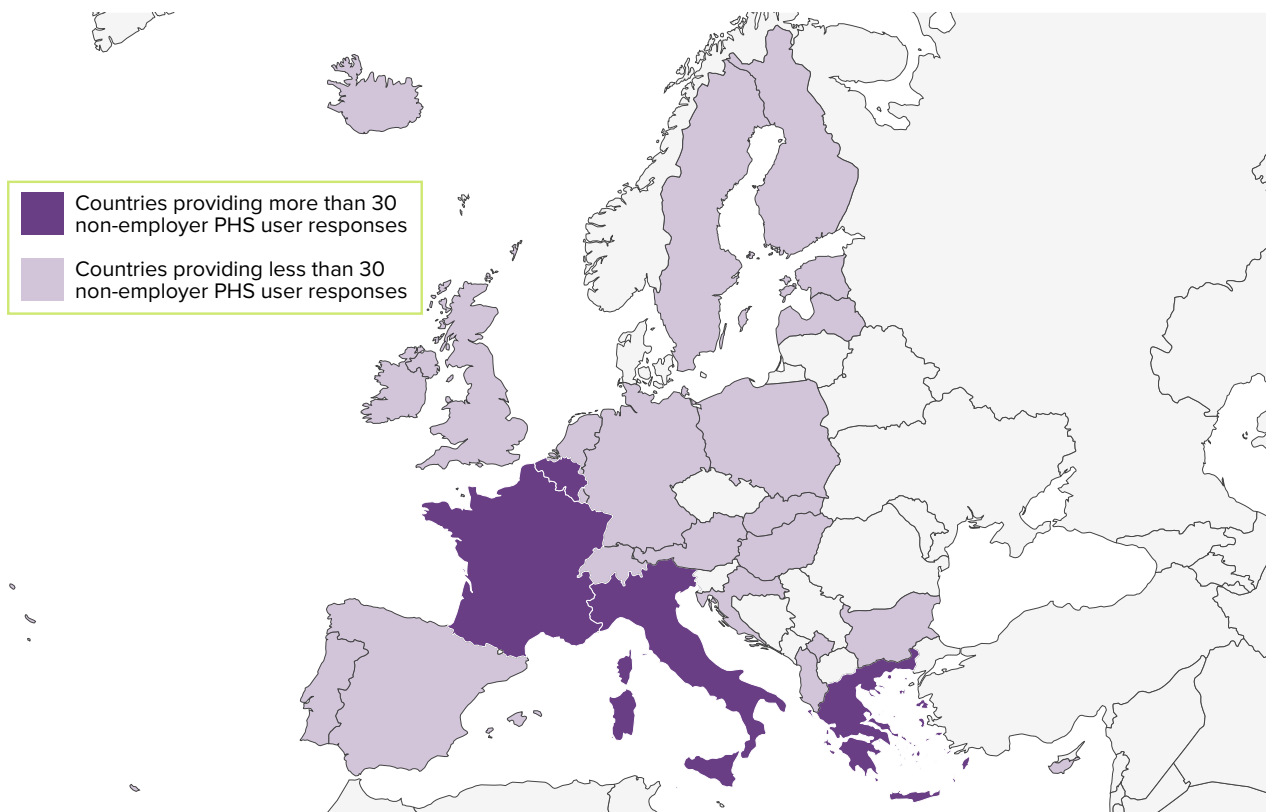 Countries providing more than 30
non-employer PHS user responses
Countries providing less than 30
non-employer PHS user responses